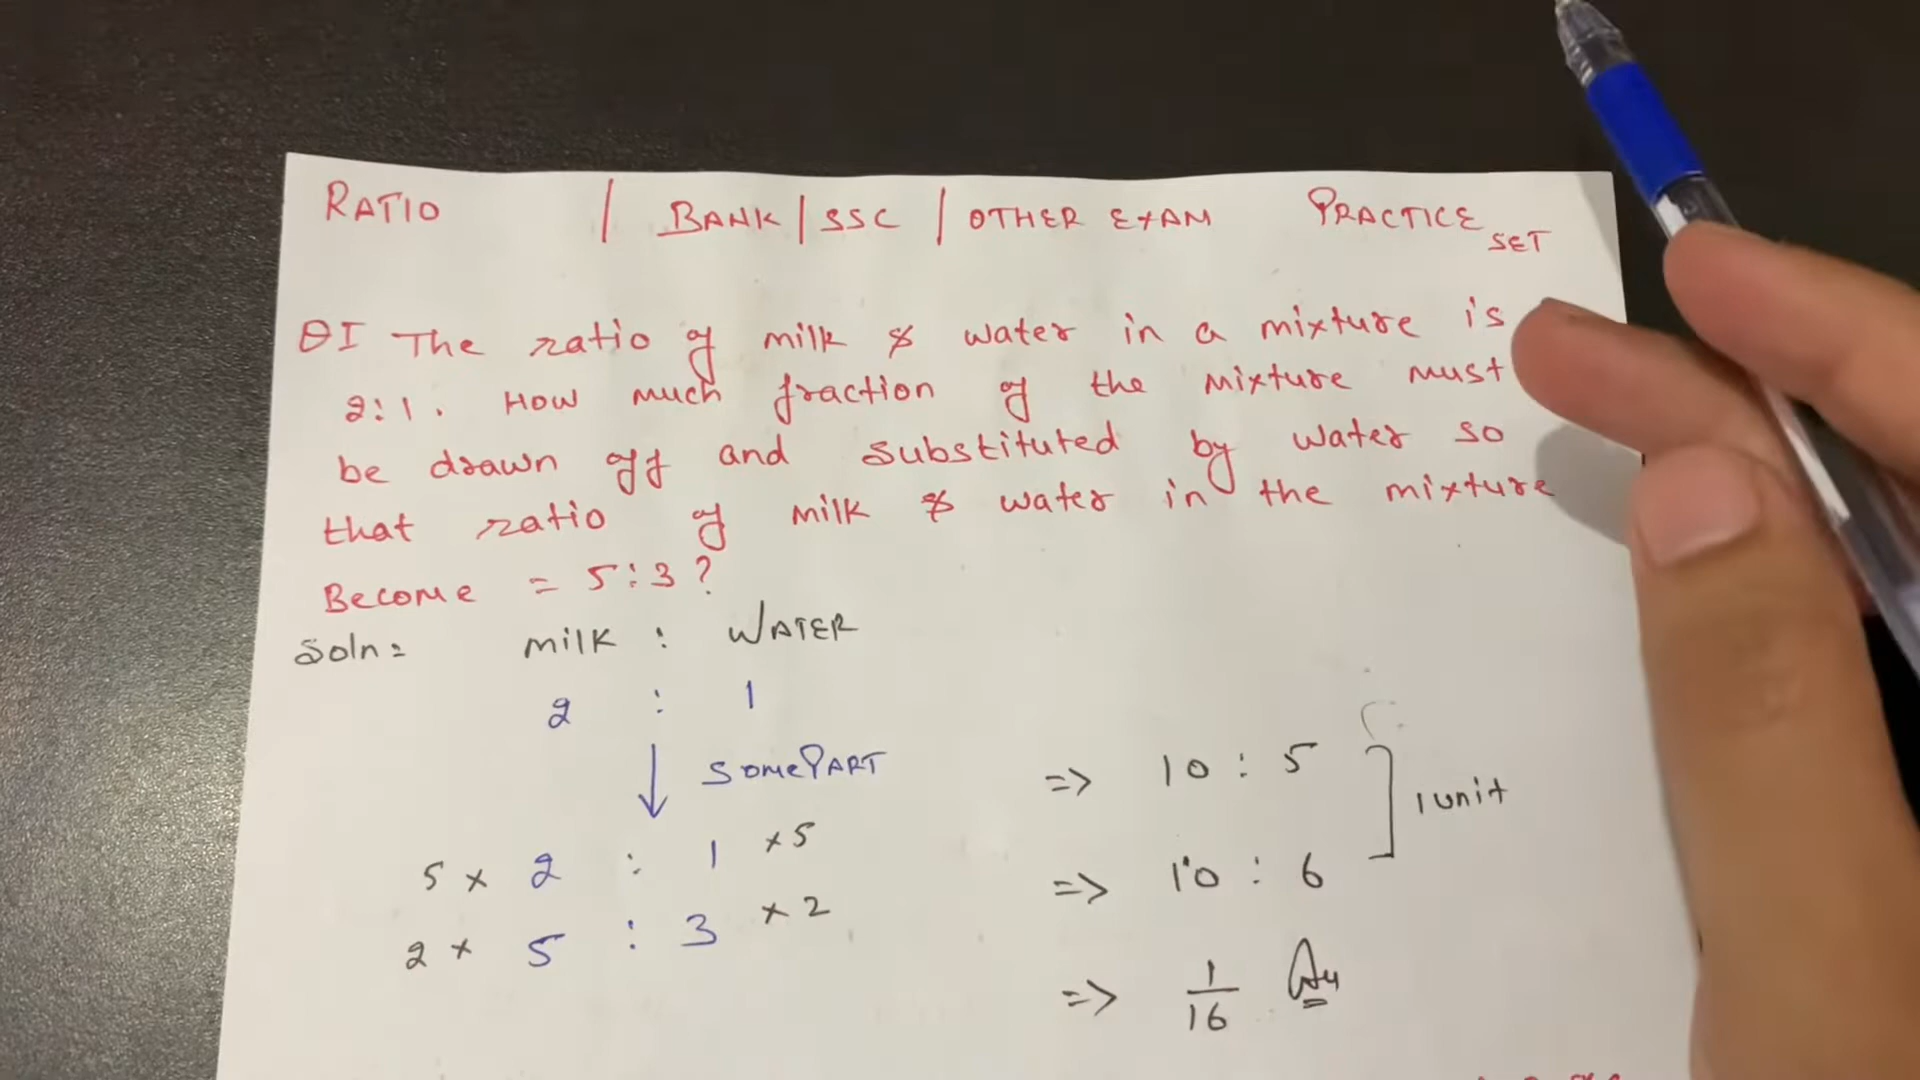 RATIO / BANK / SSC / OTHER EXAM PRACTICE SET
Q1 The ratio of milk & water in a mixture is
2:1. How much fraction of the mixture must
be drawn off and substituted by water so
that ratio of milk & water in the mixture
Become = 5:3?
Soln: milk : WATER
2 : 1
↓ SOME PART
5 × 2 : 1 × 5
2 × 5 : 3 × 2
=> 10 : 5
=> 10 : 6
] 1 unit
=> 1/16 Ans